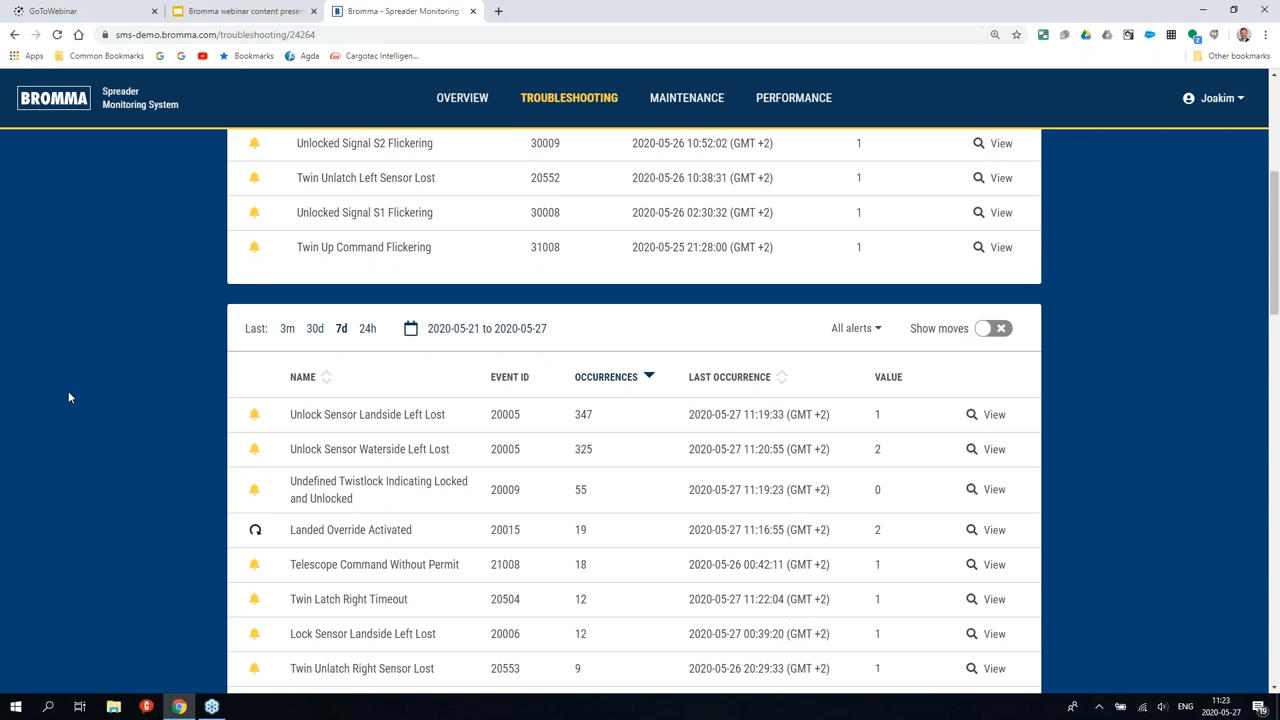 GoToWebinar
Bromma webinar content presen
Bromma - Spreader Monitoring S
sms-demo.bromma.com/troubleshooting/24264
Apps
Common Bookmarks
Bookmarks
Agda
Cargotec Intelligen...
Other bookmarks
BROMMA
Spreader
Monitoring System
OVERVIEW
TROUBLESHOOTING
MAINTENANCE
PERFORMANCE
Joakim
Unlocked Signal S2 Flickering 30009 2020-05-26 10:52:02 (GMT +2) 1 View
Twin Unlatch Left Sensor Lost 20552 2020-05-26 10:38:31 (GMT +2) 1 View
Unlocked Signal S1 Flickering 30008 2020-05-26 02:30:32 (GMT +2) 1 View
Twin Up Command Flickering 31008 2020-05-25 21:28:00 (GMT +2) 1 View
Last: 3m 30d 7d 24h 2020-05-21 to 2020-05-27 All alerts Show moves
NAME EVENT ID OCCURRENCES LAST OCCURRENCE VALUE
Unlock Sensor Landside Left Lost 20005 347 2020-05-27 11:19:33 (GMT +2) 1 View
Unlock Sensor Waterside Left Lost 20005 325 2020-05-27 11:20:55 (GMT +2) 2 View
Undefined Twistlock Indicating Locked
and Unlocked 20009 55 2020-05-27 11:19:23 (GMT +2) 0 View
Landed Override Activated 20015 19 2020-05-27 11:16:55 (GMT +2) 2 View
Telescope Command Without Permit 21008 18 2020-05-26 00:42:11 (GMT +2) 1 View
Twin Latch Right Timeout 20504 12 2020-05-27 11:22:04 (GMT +2) 1 View
Lock Sensor Landside Left Lost 20006 12 2020-05-27 00:39:20 (GMT +2) 1 View
Twin Unlatch Right Sensor Lost 20553 9 2020-05-26 20:29:33 (GMT +2) 1 View
ENG
11:23
2020-05-27